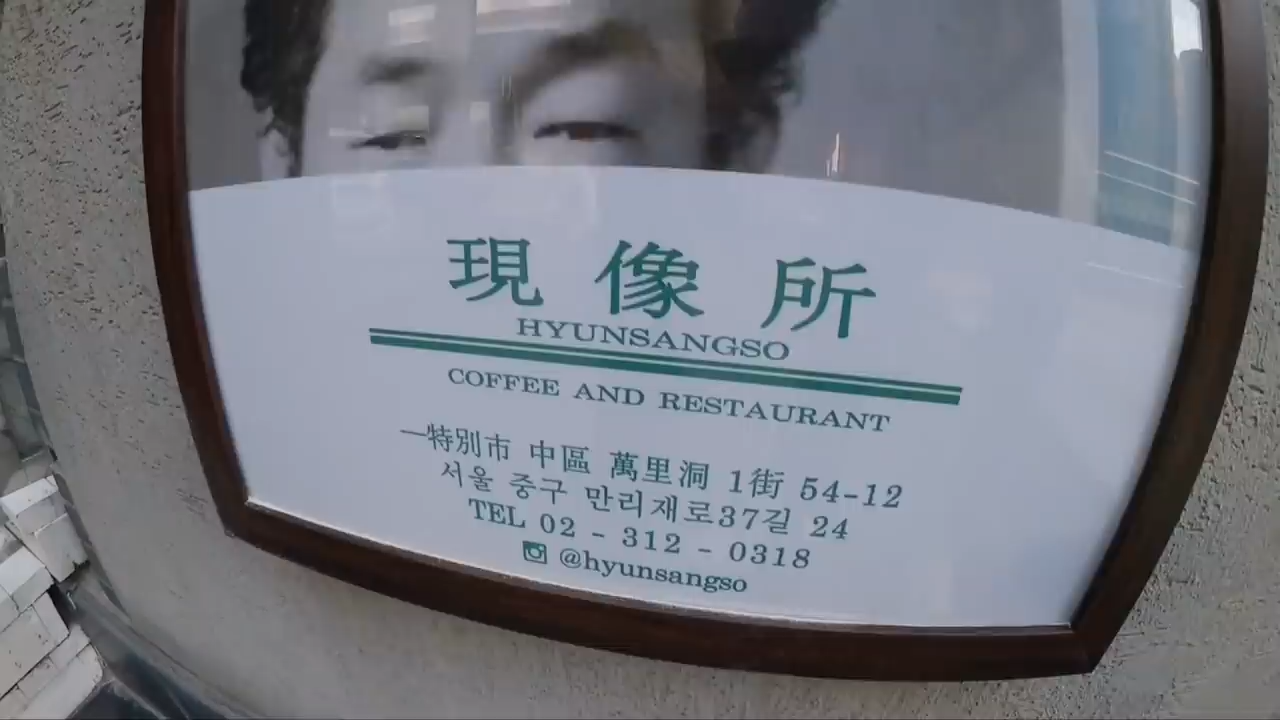 現像所
HYUNSANGSO
COFFEE AND RESTAURANT
一特別市 中區 萬里洞 1街 54-12
서울 중구 만리재로37길 24
TEL 02 - 312 - 0318
@hyunsangso